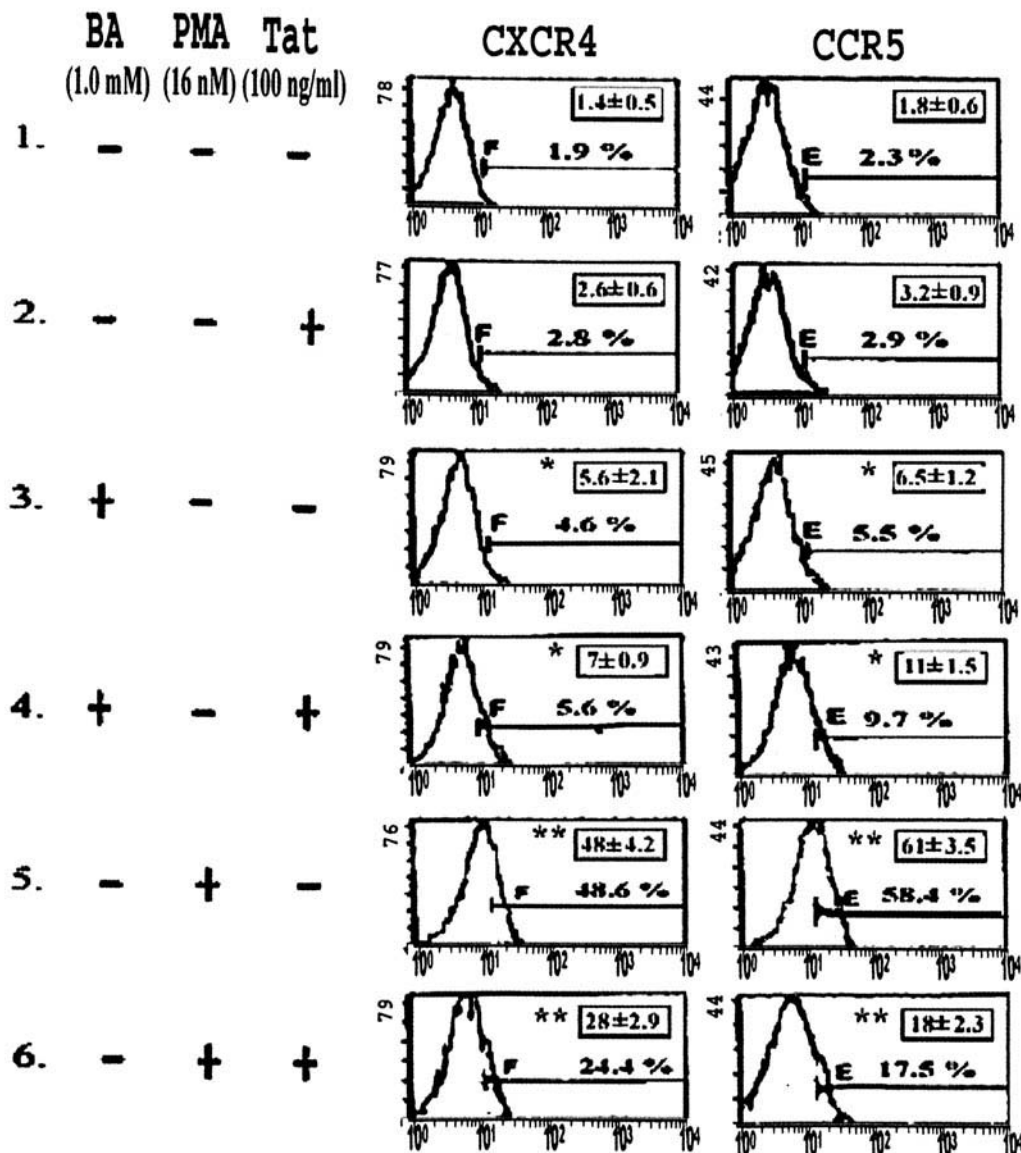 BA PMA Tat CXCR4 CCR5
(1.0 mM) (16 nM) (100 ng/ml)
1. - - -
78 1.4±0.5 F 1.9 %
10⁰ 10¹ 10² 10³ 10⁴
44 1.8±0.6 E 2.3 %
10⁰ 10¹ 10² 10³ 10⁴
2. - - +
77 2.6±0.6 F 2.8 %
10⁰ 10¹ 10² 10³ 10⁴
42 3.2±0.9 E 2.9 %
10⁰ 10¹ 10² 10³ 10⁴
3. + - -
79 * 5.6±2.1 F 4.6 %
10⁰ 10¹ 10² 10³ 10⁴
45 * 6.5±1.2 E 5.5 %
10⁰ 10¹ 10² 10³ 10⁴
4. + - +
79 * 7±0.9 F 5.6 %
10⁰ 10¹ 10² 10³ 10⁴
43 * 11±1.5 E 9.7 %
10⁰ 10¹ 10² 10³ 10⁴
5. - + -
76 ** 48±4.2 F 48.6 %
10⁰ 10¹ 10² 10³ 10⁴
44 ** 61±3.5 E 58.4 %
10⁰ 10¹ 10² 10³ 10⁴
6. - + +
79 ** 28±2.9 F 24.4 %
10⁰ 10¹ 10² 10³ 10⁴
44 ** 18±2.3 E 17.5 %
10⁰ 10¹ 10² 10³ 10⁴